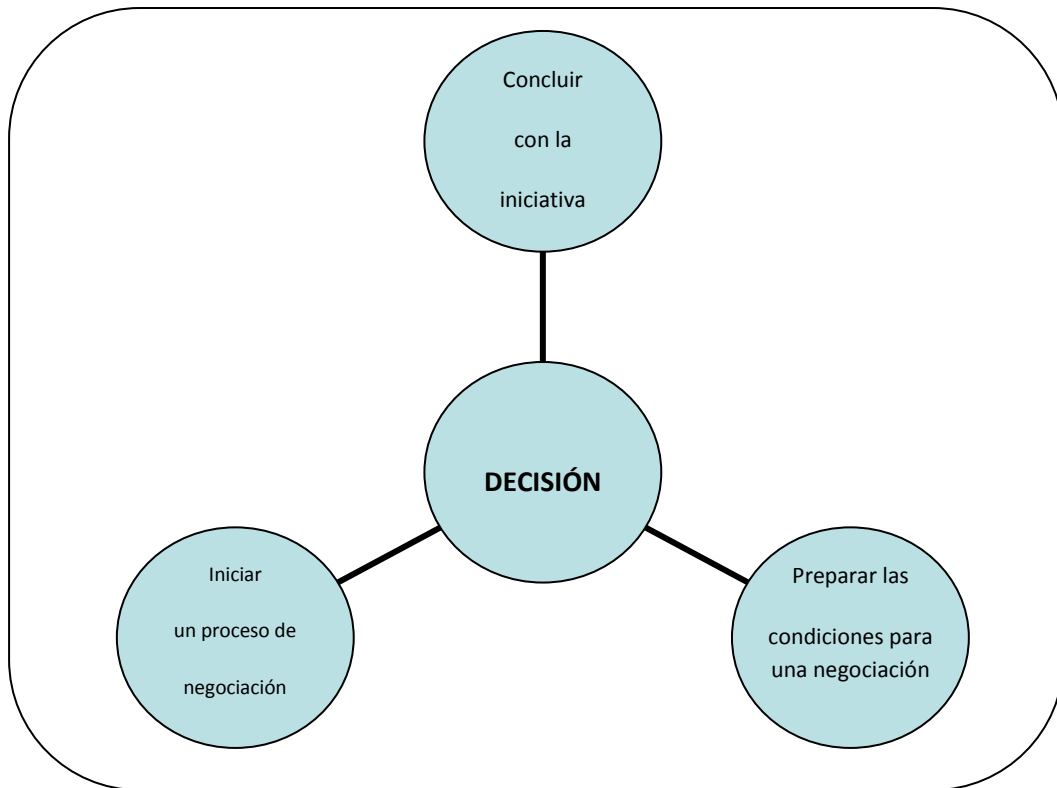 Concluir
con la
iniciativa
DECISIÓN
Iniciar
un proceso de
negociación
Preparar las
condiciones para
una negociación